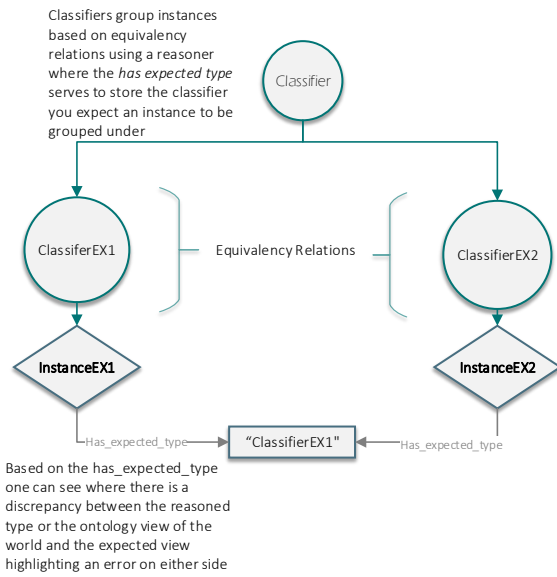 Classifiers group instances
based on equivalency
relations using a reasoner
where the has expected type
serves to store the classifier
you expect an instance to be
grouped under
Classifier
ClassiferEX1
Equivalency Relations
ClassifierEX2
InstanceEX1
InstanceEX2
Has_expected_type
“ClassifierEX1"
Has_expected_type
Based on the has_expected_type
one can see where there is a
discrepancy between the reasoned
type or the ontology view of the
world and the expected view
highlighting an error on either side